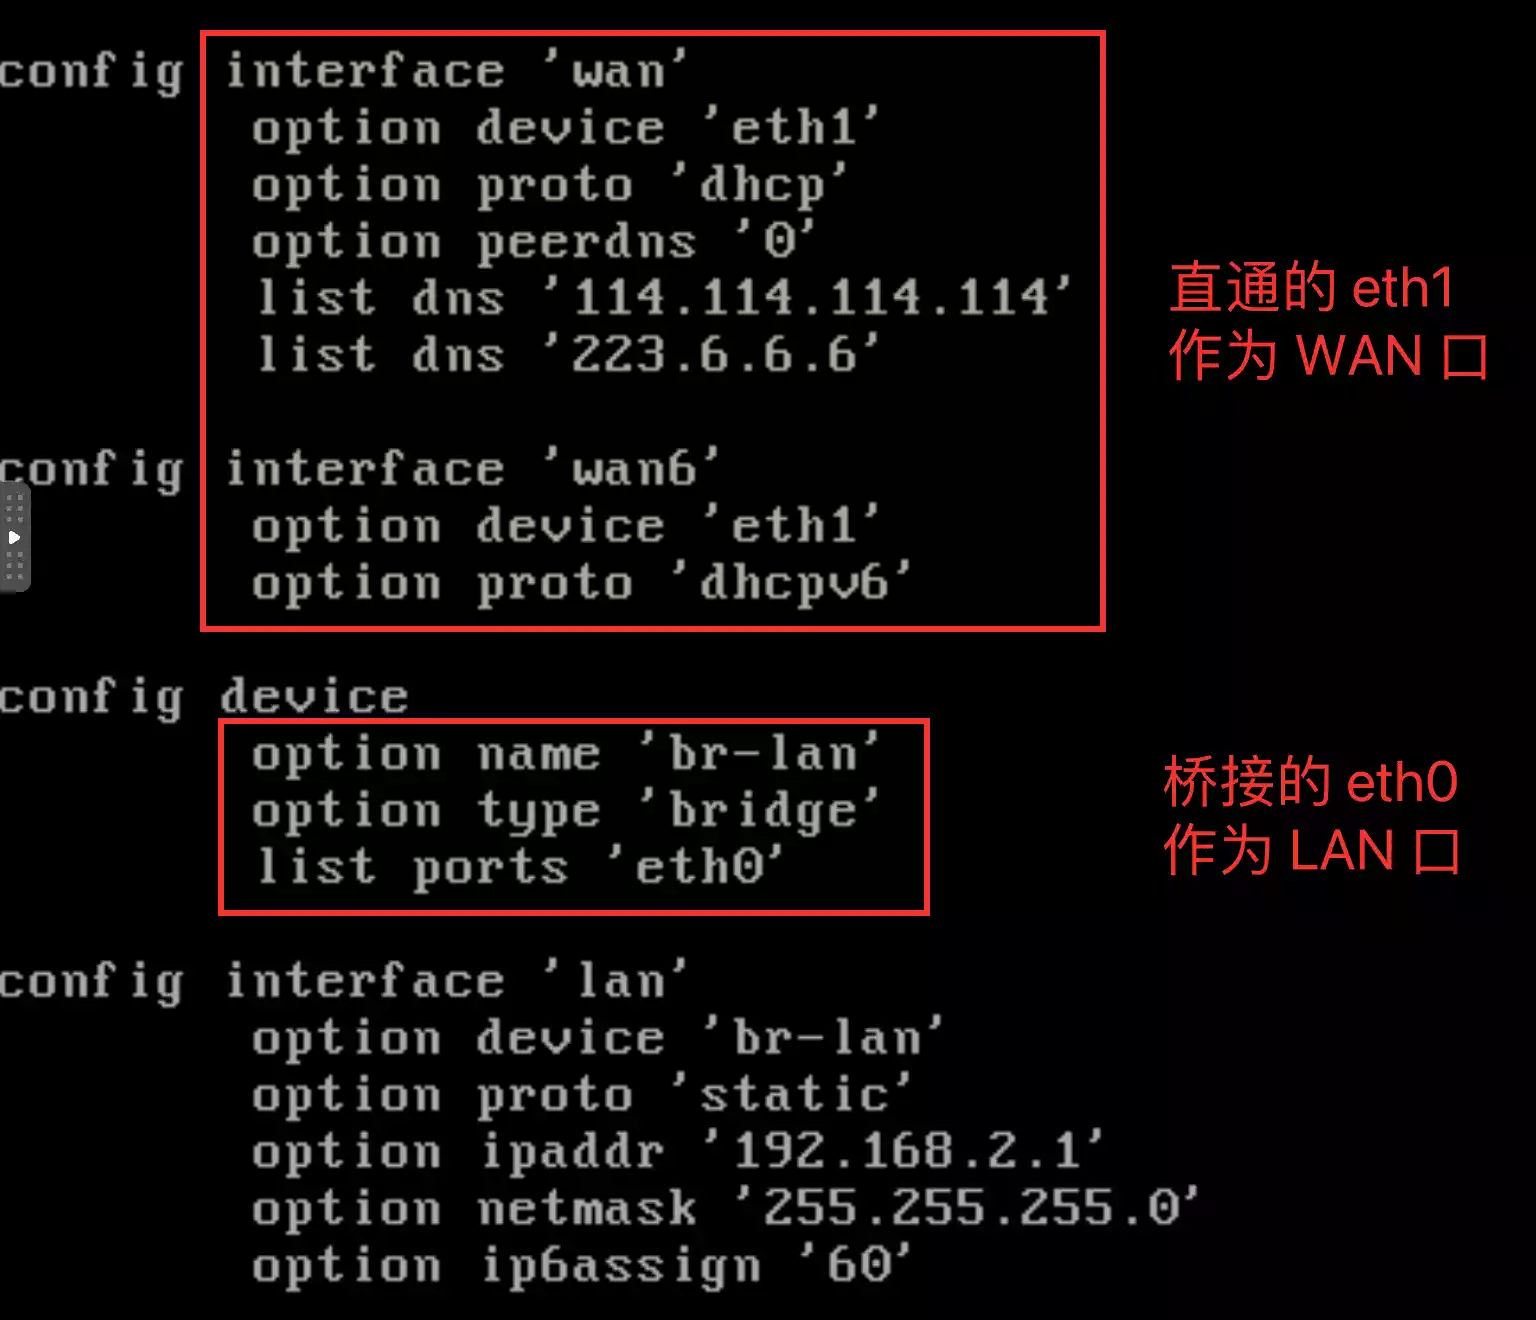 config interface 'wan'
option device 'eth1'
option proto 'dhcp'
option peerdns '0'
list dns '114.114.114.114'
list dns '223.6.6.6'
直通的 eth1
作为 WAN 口
config interface 'wan6'
option device 'eth1'
option proto 'dhcpv6'
config device
option name 'br-lan'
option type 'bridge'
list ports 'eth0'
桥接的 eth0
作为 LAN 口
config interface 'lan'
option device 'br-lan'
option proto 'static'
option ipaddr '192.168.2.1'
option netmask '255.255.255.0'
option ip6assign '60'